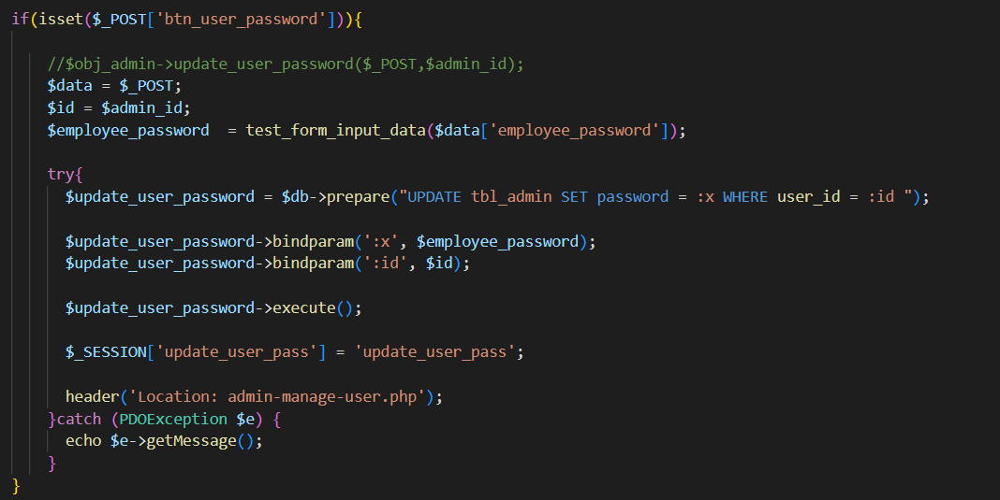 if(isset($_POST['btn_user_password'])){
//$obj_admin->update_user_password($_POST,$admin_id);
$data = $_POST;
$id = $admin_id;
$employee_password  = test_form_input_data($data['employee_password']);
try{
$update_user_password = $db->prepare("UPDATE tbl_admin SET password = :x WHERE user_id = :id ");
$update_user_password->bindparam(':x', $employee_password);
$update_user_password->bindparam(':id', $id);
$update_user_password->execute();
$_SESSION['update_user_pass'] = 'update_user_pass';
header('Location: admin-manage-user.php');
}catch (PDOException $e) {
echo $e->getMessage();
}
}